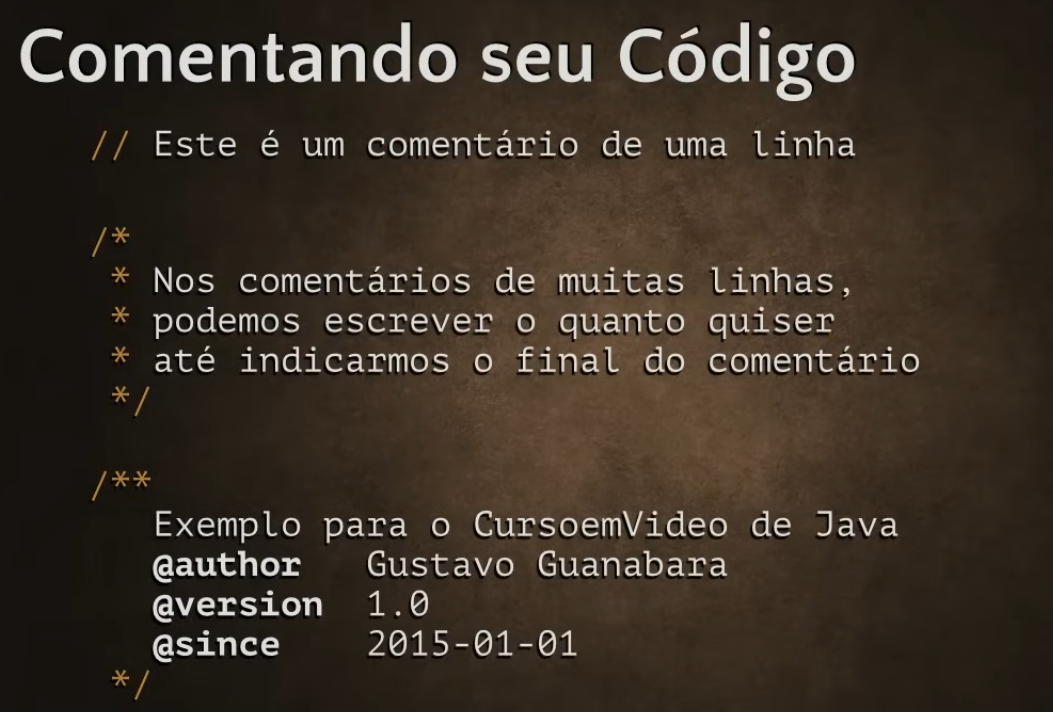 Comentando seu Código
// Este é um comentário de uma linha
/*
* Nos comentários de muitas linhas,
* podemos escrever o quanto quiser
* até indicarmos o final do comentário
*/
/**
Exemplo para o CursoemVideo de Java
@author Gustavo Guanabara
@version 1.0
@since 2015-01-01
*/